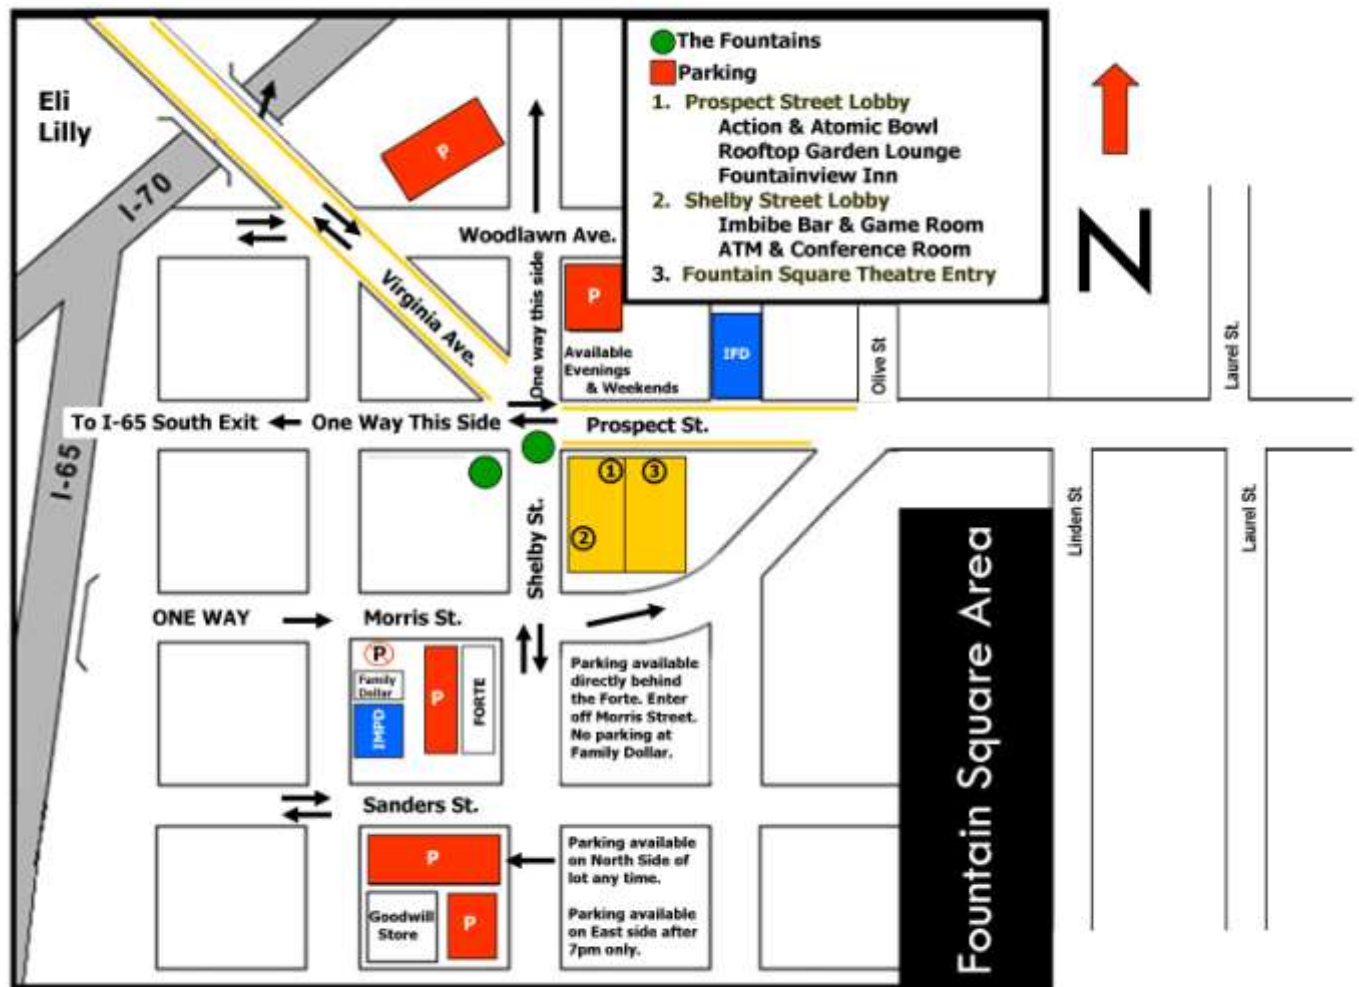 The Fountains
Parking
1. Prospect Street Lobby
Action & Atomic Bowl
Rooftop Garden Lounge
Fountainview Inn
2. Shelby Street Lobby
Imbibe Bar & Game Room
ATM & Conference Room
3. Fountain Square Theatre Entry
N
Eli
Lilly
I-70
P
Woodlawn Ave.
Virginia Ave.
One way this side
P
Available
Evenings
& Weekends
IFD
Olive St
Laurel St.
To I-65 South Exit
One Way This Side
Prospect St.
I-65
1
3
2
Shelby St.
Linden St
Laurel St.
Fountain Square Area
ONE WAY
Morris St.
P
Family
Dollar
IMPD
P
FORTE
Parking available
directly behind
the Forte. Enter
off Morris Street.
No parking at
Family Dollar.
Sanders St.
P
Goodwill
Store
P
Parking available
on North Side of
lot any time.
Parking available
on East side after
7pm only.